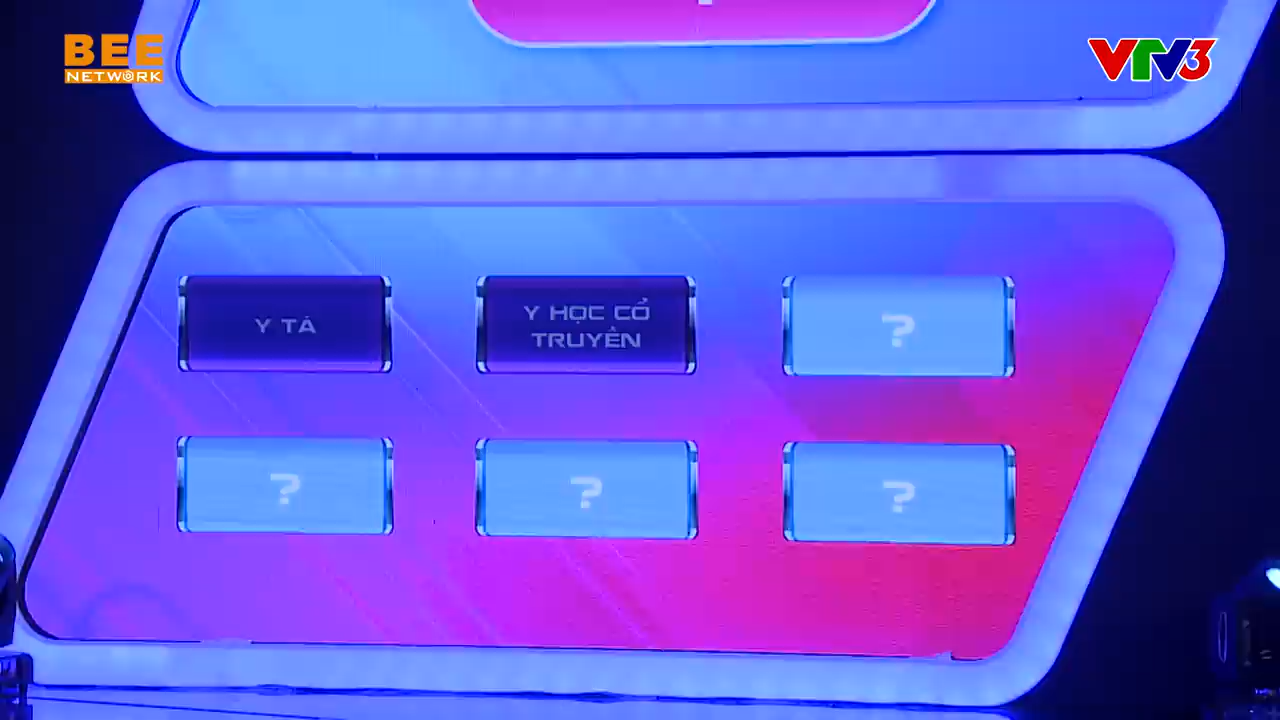 BEE
NETWORK
VTV3
Y TÁ
Y HỌC CỔ
TRUYỀN
?
?
?
?